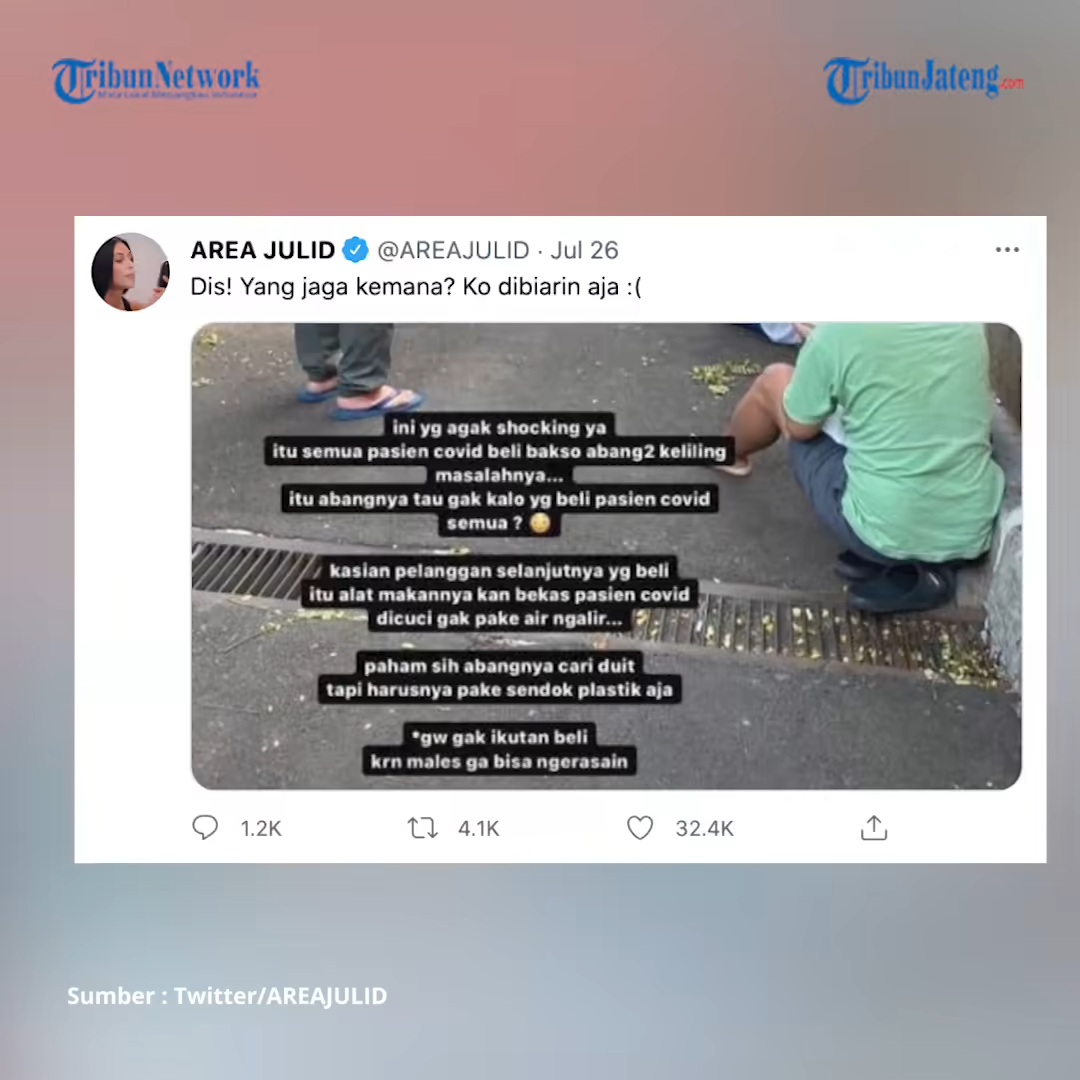 TribunNetwork
TribunJateng.com
AREA JULID @AREAJULID · Jul 26
Dis! Yang jaga kemana? Ko dibiarin aja :(
ini yg agak shocking ya
itu semua pasien covid beli bakso abang2 keliling
masalahnya...
itu abangnya tau gak kalo yg beli pasien covid
semua ? 😳
kasian pelanggan selanjutnya yg beli
itu alat makannya kan bekas pasien covid
dicuci gak pake air ngalir...
paham sih abangnya cari duit
tapi harusnya pake sendok plastik aja
*gw gak ikutan beli
krn males ga bisa ngerasain
1.2K 4.1K 32.4K
Sumber : Twitter/AREAJULID